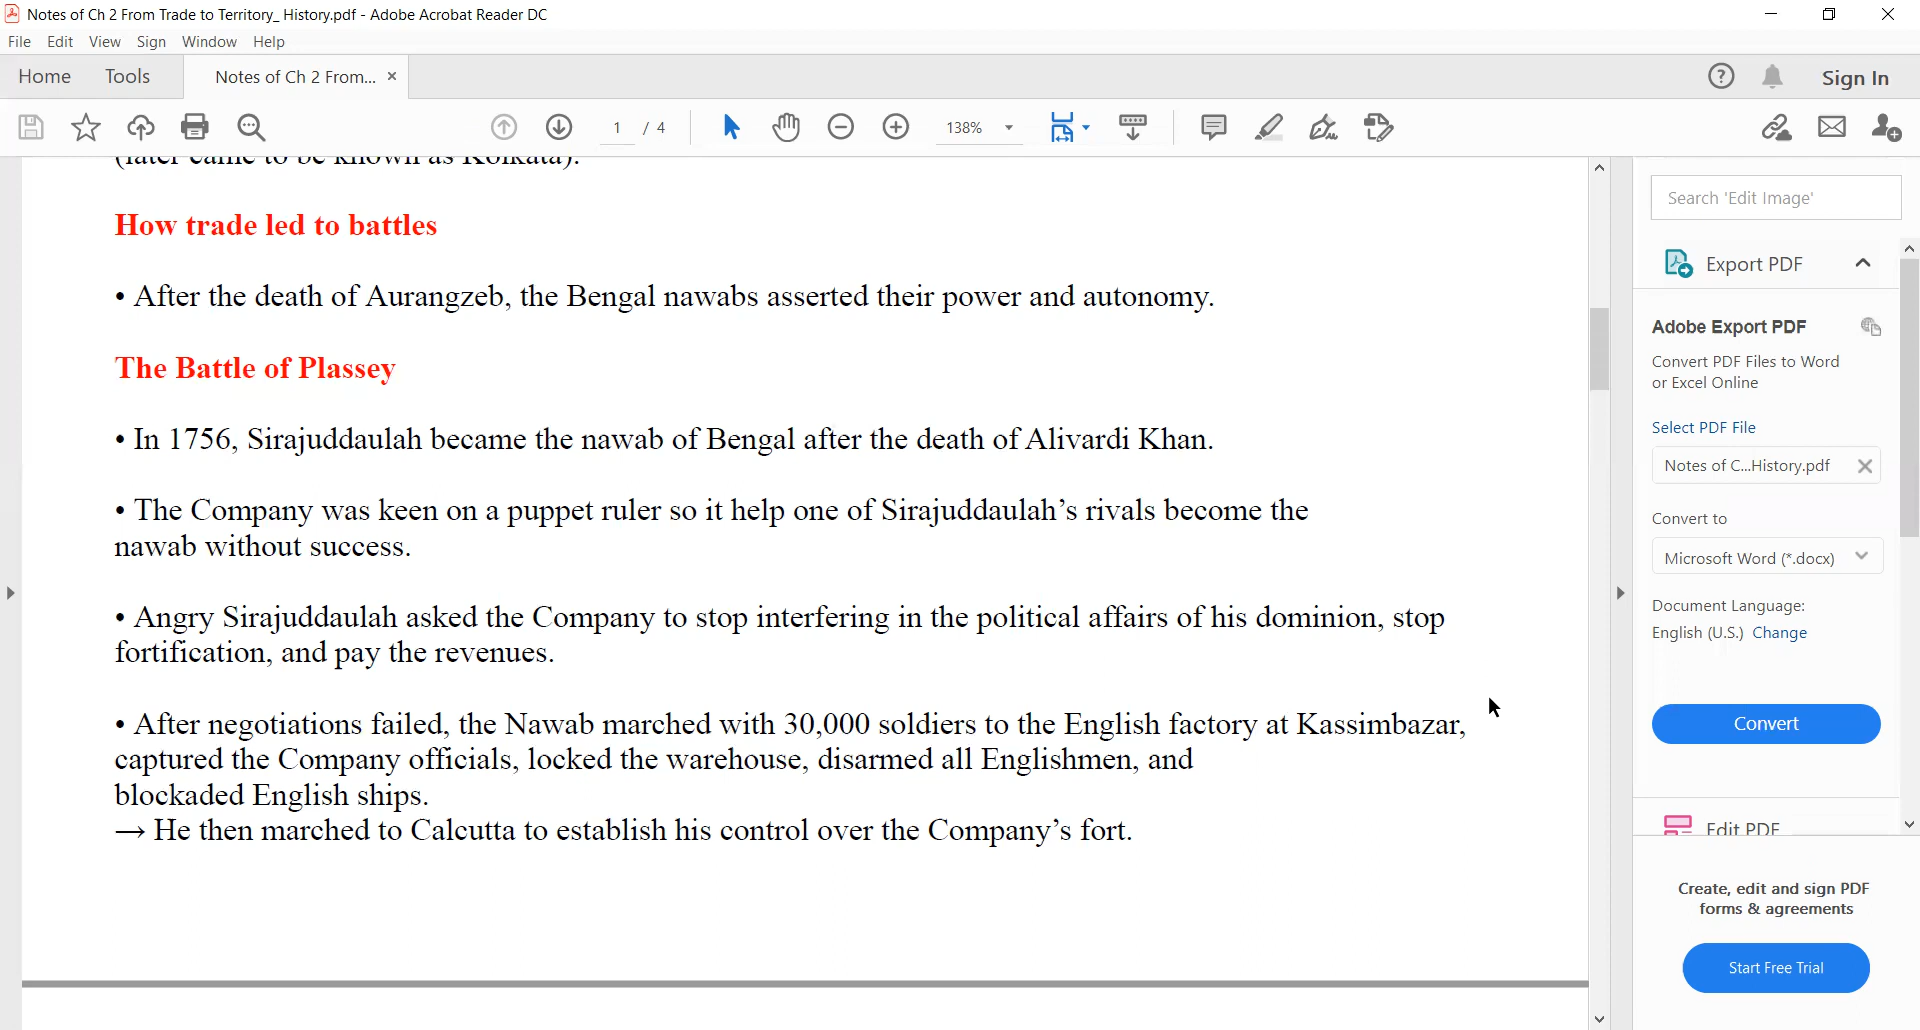 Notes of Ch 2 From Trade to Territory_ History.pdf - Adobe Acrobat Reader DC
File Edit View Sign Window Help
Home Tools Notes of Ch 2 From... × Sign In
1 / 4 138%
(later came to be known as Kolkata).
How trade led to battles
• After the death of Aurangzeb, the Bengal nawabs asserted their power and autonomy.
The Battle of Plassey
• In 1756, Sirajuddaulah became the nawab of Bengal after the death of Alivardi Khan.
• The Company was keen on a puppet ruler so it help one of Sirajuddaulah’s rivals become the
nawab without success.
• Angry Sirajuddaulah asked the Company to stop interfering in the political affairs of his dominion, stop
fortification, and pay the revenues.
• After negotiations failed, the Nawab marched with 30,000 soldiers to the English factory at Kassimbazar,
captured the Company officials, locked the warehouse, disarmed all Englishmen, and
blockaded English ships.
→ He then marched to Calcutta to establish his control over the Company’s fort.
Search 'Edit Image'
Export PDF
Adobe Export PDF
Convert PDF Files to Word
or Excel Online
Select PDF File
Notes of C...History.pdf
Convert to
Microsoft Word (*.docx)
Document Language:
English (U.S.) Change
Convert
Edit PDF
Create, edit and sign PDF
forms & agreements
Start Free Trial